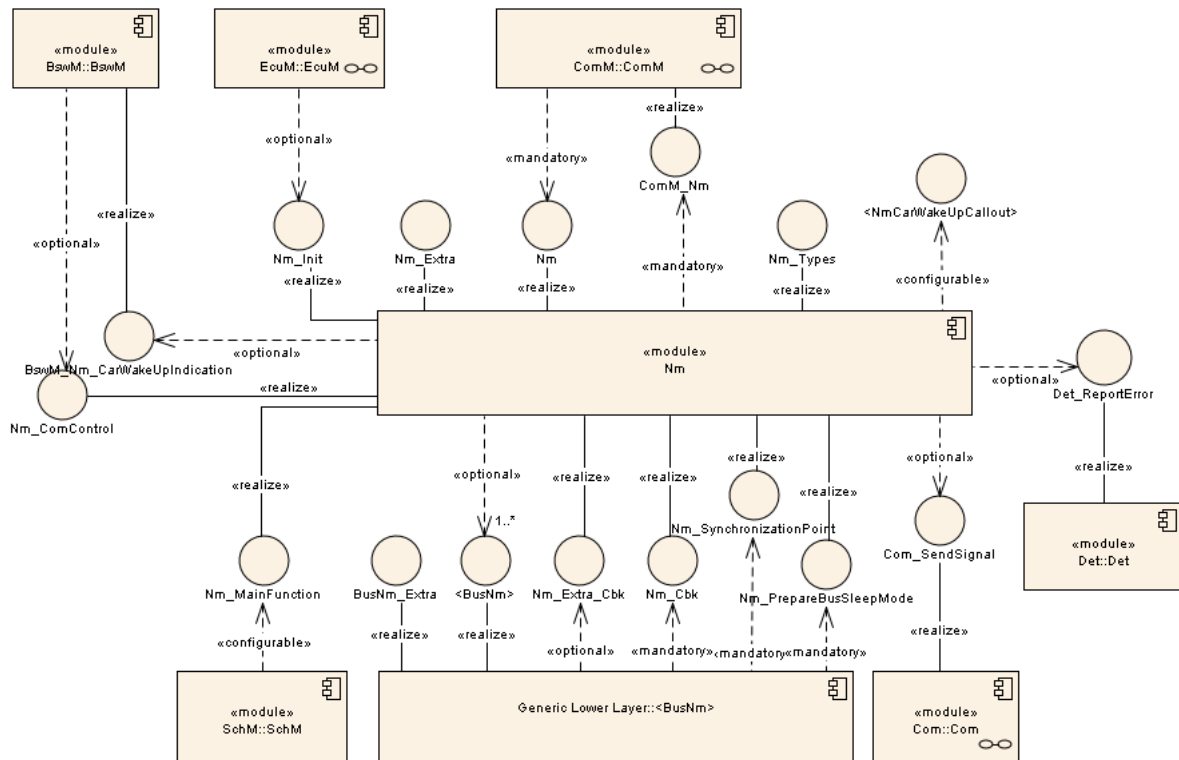 «module»
BswM::BswM
«module»
EcuM::EcuM
«module»
ComM::ComM
«realize»
«optional»
«mandatory»
ComM_Nm
<NmCarWakeUpCallout>
«realize»
«optional»
Nm_Init
Nm_Extra
Nm
«mandatory»
Nm_Types
«configurable»
«realize»
«realize»
«realize»
«realize»
«module»
Nm
«optional»
BswM_Nm_CarWakeUpIndication
«realize»
Nm_ComControl
«optional»
Det_ReportError
«realize»
«optional»
«realize»
«realize»
«realize»
«realize»
«optional»
«realize»
1..*
Nm_SynchronizationPoint
Com_SendSignal
«module»
Det::Det
Nm_MainFunction
BusNm_Extra
<BusNm>
Nm_Extra_Cbk
Nm_Cbk
Nm_PrepareBusSleepMode
«configurable»
«realize»
«realize»
«optional»
«mandatory»
«mandatory»
«mandatory»
«realize»
«module»
SchM::SchM
Generic Lower Layer::<BusNm>
«module»
Com::Com